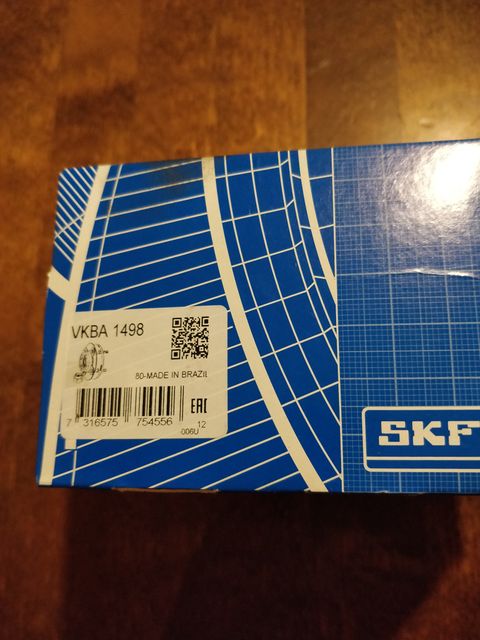 VKBA 1498
80-MADE IN BRAZIL
7 316575 754556
EAC
12
006U
SKF